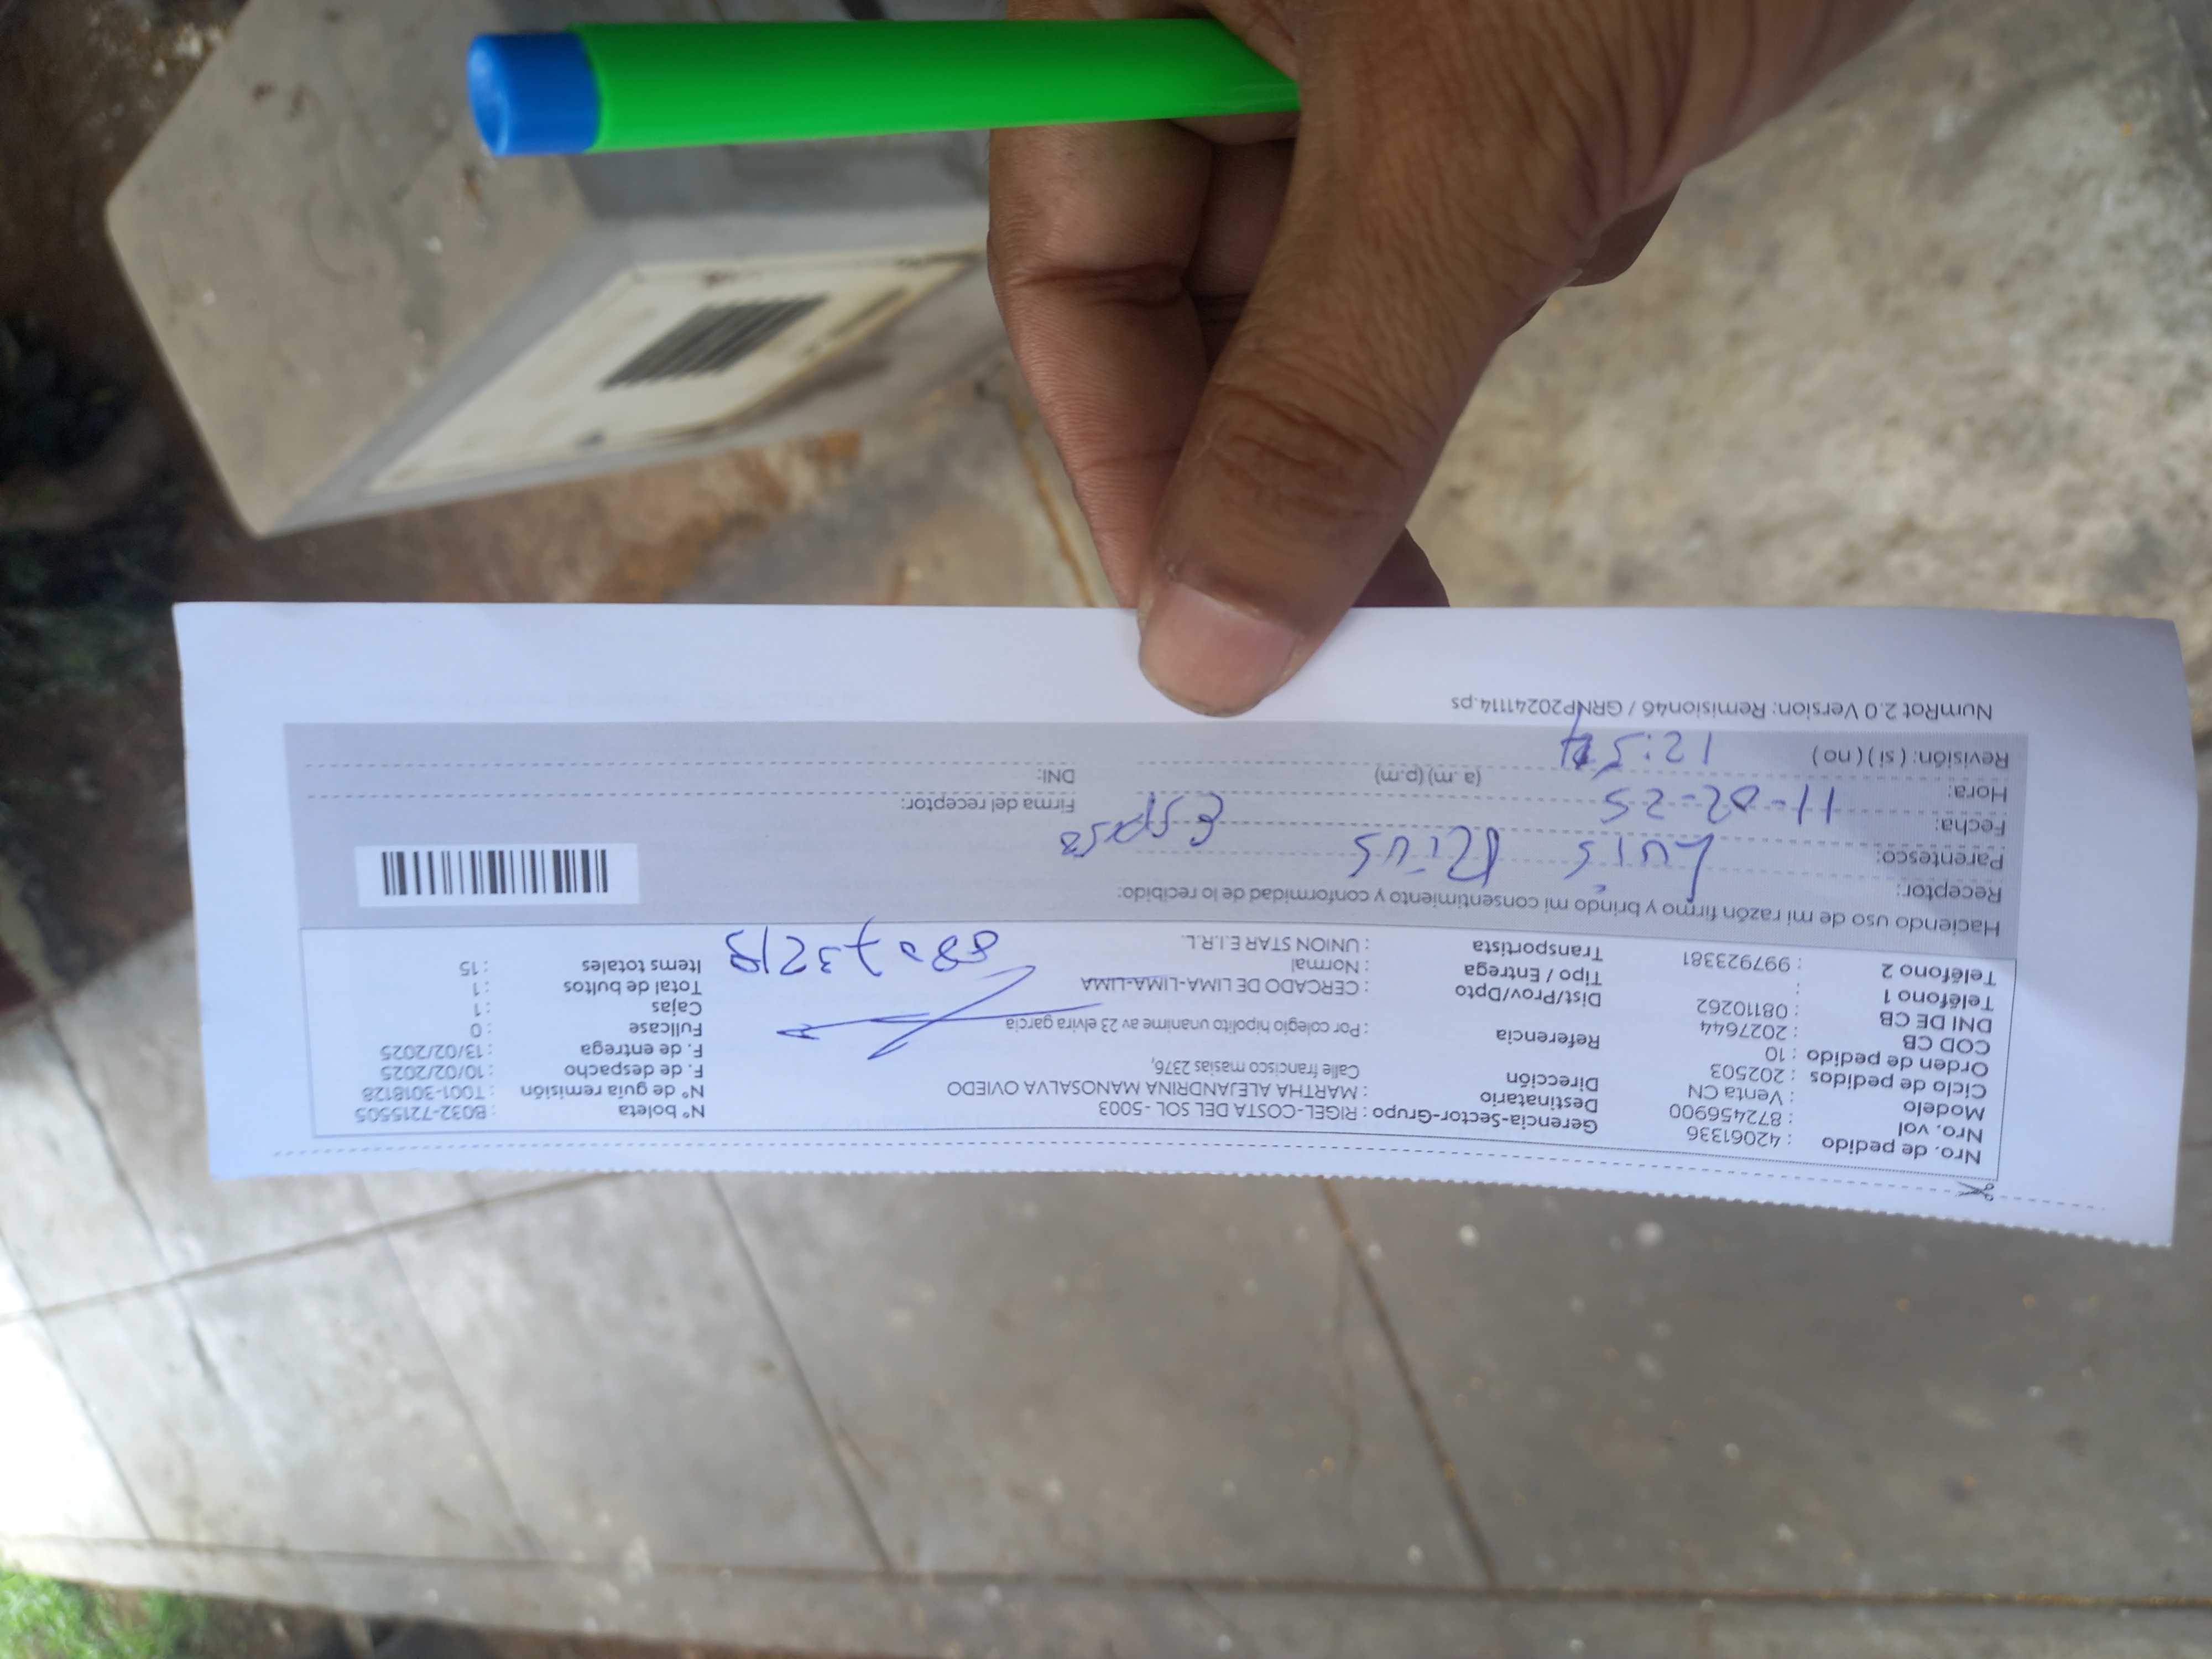 Nro. de pedido : 42061336
Nro. vol : 872456900
Modelo : Venta CN
Ciclo de pedidos : 202503
Orden de pedido : 10
COD CB : 2027644
DNI DE CB : 08110262
Teléfono 1 :
Teléfono 2 : 997923381
Gerencia-Sector-Grupo : RIGEL-COSTA DEL SOL - 5003
Destinatario : MARTHA ALEJANDRINA MANOSALVA OVIEDO
Dirección Calle francisco masias 2376,
Referencia : Por colegio hipolito unanime av 23 elvira garcia
Dist/Prov/Dpto : CERCADO DE LIMA-LIMA-LIMA
Tipo / Entrega : Normal
Transportista : UNION STAR E.I.R.L.
N° boleta : B032-7215505
N° de guía remisión : T001-3018128
F. de despacho : 10/02/2025
F. de entrega : 13/02/2025
Fullcase : 0
Cajas : 1
Total de bultos : 1
Items totales : 15
Haciendo uso de mi razón firmo y brindo mi consentimiento y conformidad de lo recibido:
Receptor: Luis
Parentesco: Esposo
Fecha: 11-02-25
Hora: 12:54 (a .m) (p.m)
Revisión: ( sí ) ( no )
Firma del receptor:
DNI:
NumRot 2.0 Version: Remision46 / GRNP20241114.ps